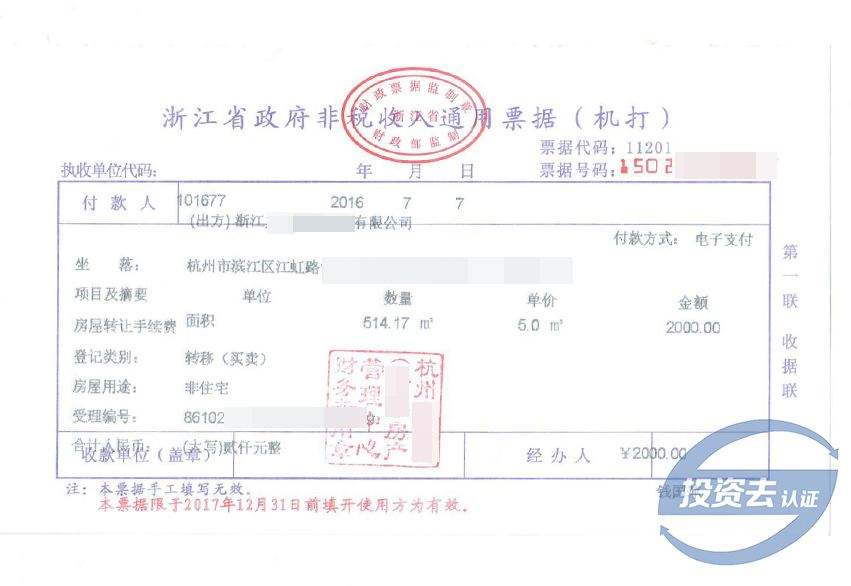 浙江省政府非税收入通用票据（机打）
财政票据监制章
浙江省
财政部监制
票据代码：11201
执收单位代码： 年 月 日 票据号码：1502
付款人 101677 2016 7 7
(出方) 浙江 有限公司
付款方式： 电子支付
坐 落： 杭州市滨江区江虹路
项目及摘要 单位 数量 单价 金额
房屋转让手续费 面积 514.17 ㎡ 5.0 ㎡ 2000.00
登记类别： 转移（买卖）
房屋用途： 非住宅
受理编号： 86102
合计人民币： (大写)贰仟元整 ￥2000.00
收款单位（盖章） 经办人
杭州 房产
管理 中心
财务
第一联 收据联
注：本票据手工填写无效。
本票据限于2017年12月31日前填开使用方为有效。
投资去 认证